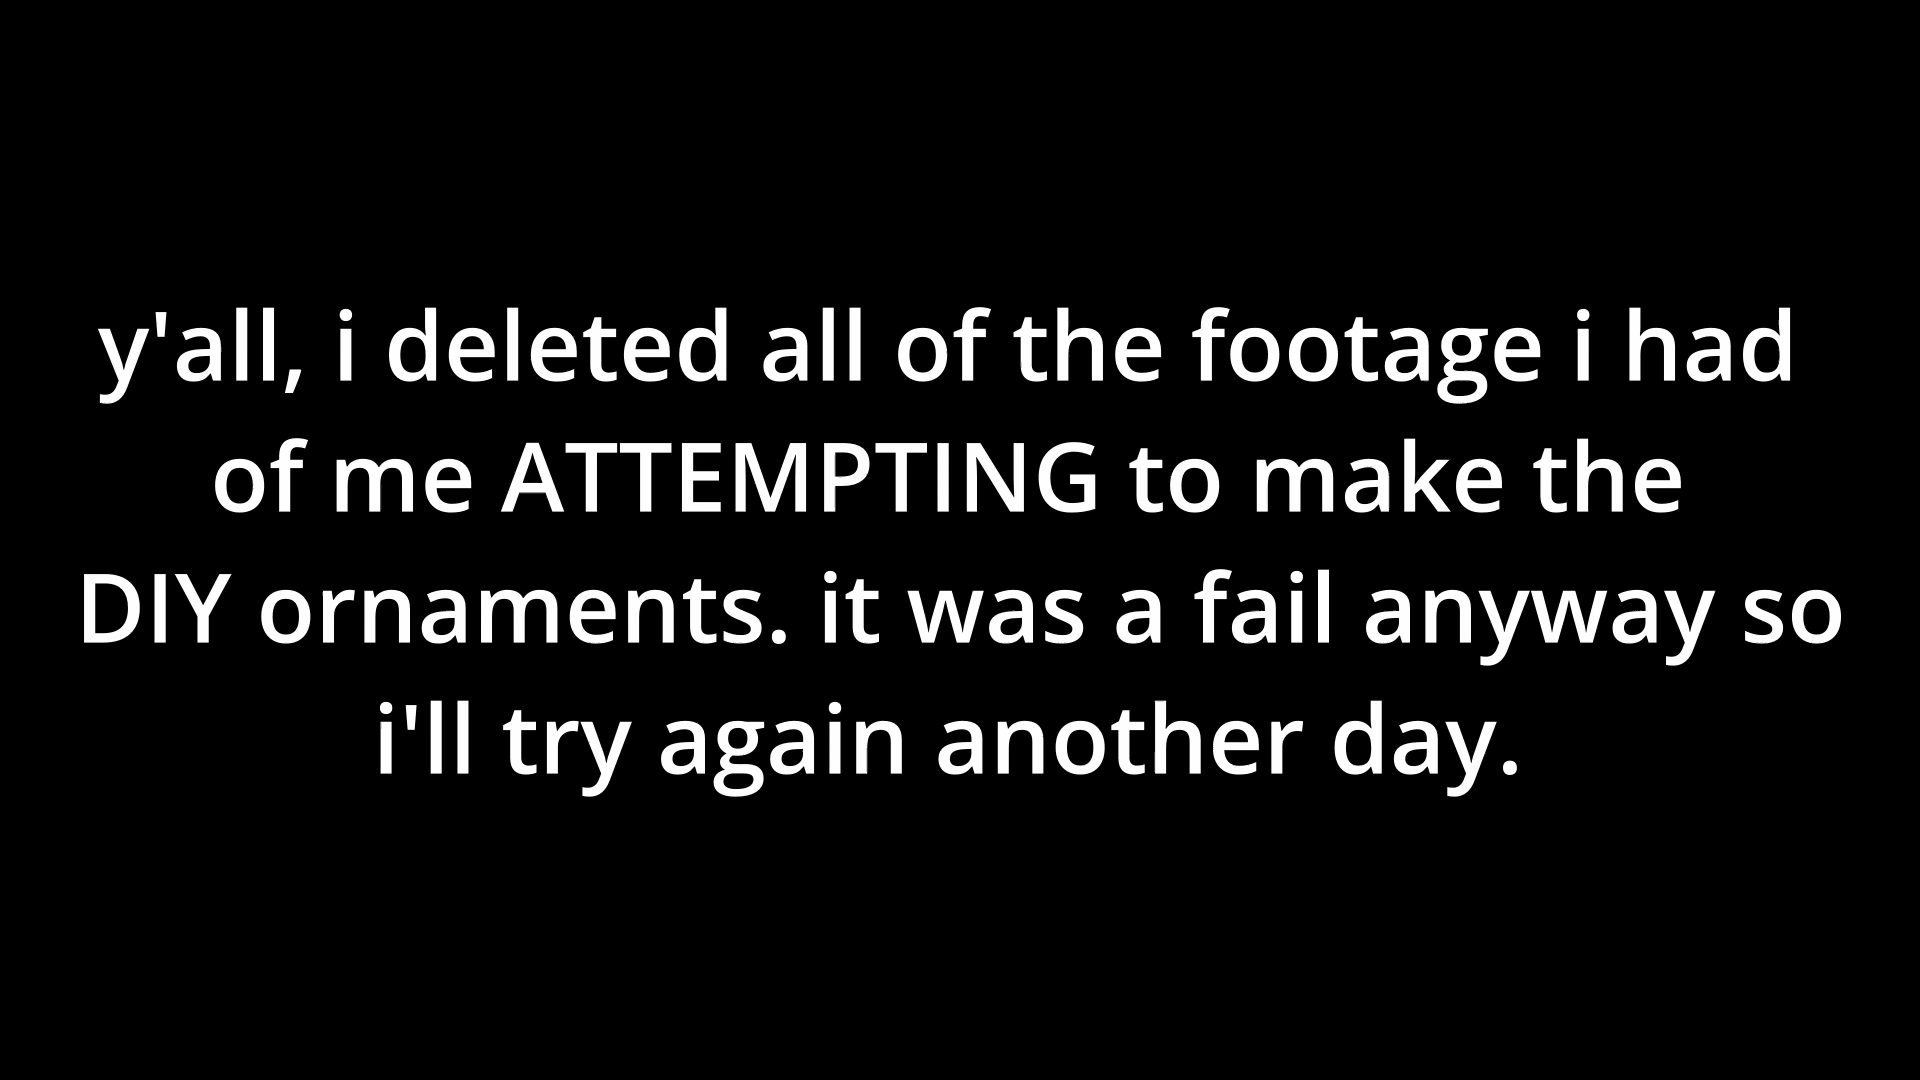 y'all, i deleted all of the footage i had
of me ATTEMPTING to make the
DIY ornaments. it was a fail anyway so
i'll try again another day.